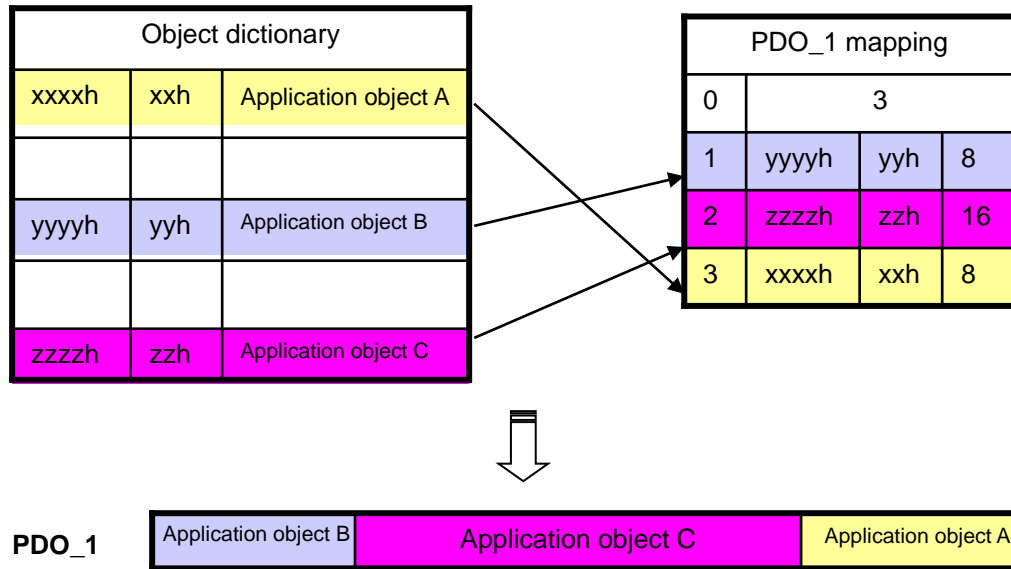 Object dictionary
xxxxh xxh Application object A
yyyyh yyh Application object B
zzzzh zzh Application object C
PDO_1 mapping
0 3
1 yyyyh yyh 8
2 zzzzh zzh 16
3 xxxxh xxh 8
PDO_1 Application object B Application object C Application object A